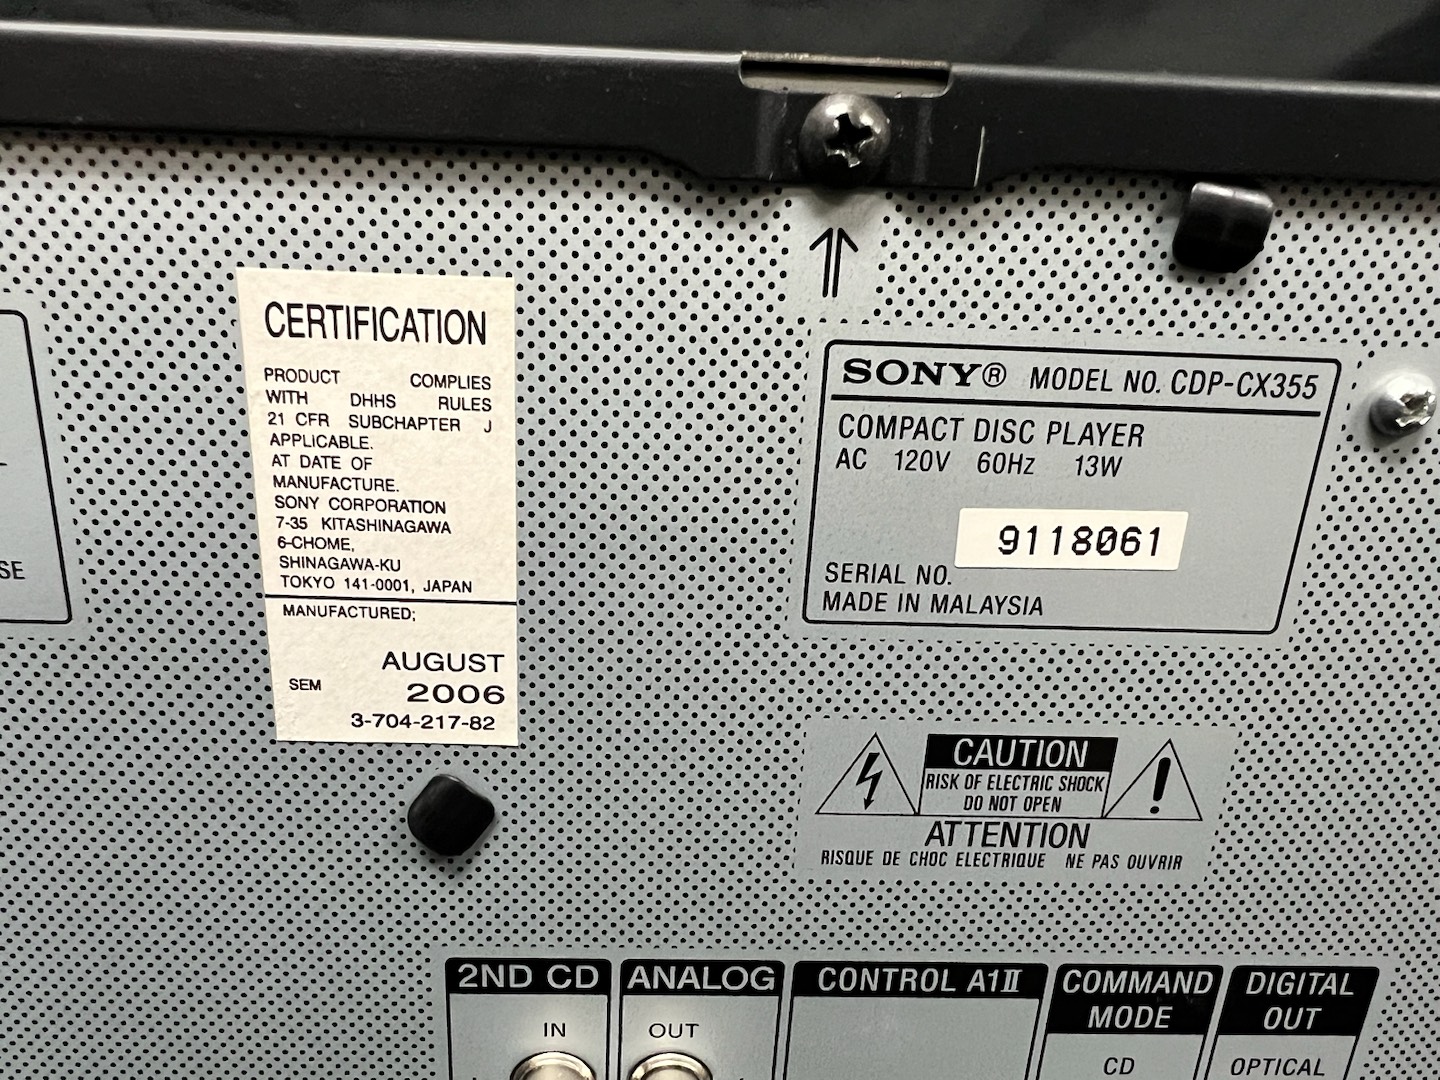 CERTIFICATION
PRODUCT COMPLIES
WITH DHHS RULES
21 CFR SUBCHAPTER J
APPLICABLE.
AT DATE OF
MANUFACTURE.
SONY CORPORATION
7-35 KITASHINAGAWA
6-CHOME,
SHINAGAWA-KU
TOKYO 141-0001, JAPAN
MANUFACTURED;
AUGUST
SEM 2006
3-704-217-82
SE
SONY® MODEL NO. CDP-CX355
COMPACT DISC PLAYER
AC 120V 60Hz 13W
9118061
SERIAL NO.
MADE IN MALAYSIA
CAUTION
RISK OF ELECTRIC SHOCK
DO NOT OPEN
ATTENTION
RISQUE DE CHOC ELECTRIQUE NE PAS OUVRIR
2ND CD
IN
ANALOG
OUT
CONTROL A1II
COMMAND
MODE
CD
DIGITAL
OUT
OPTICAL